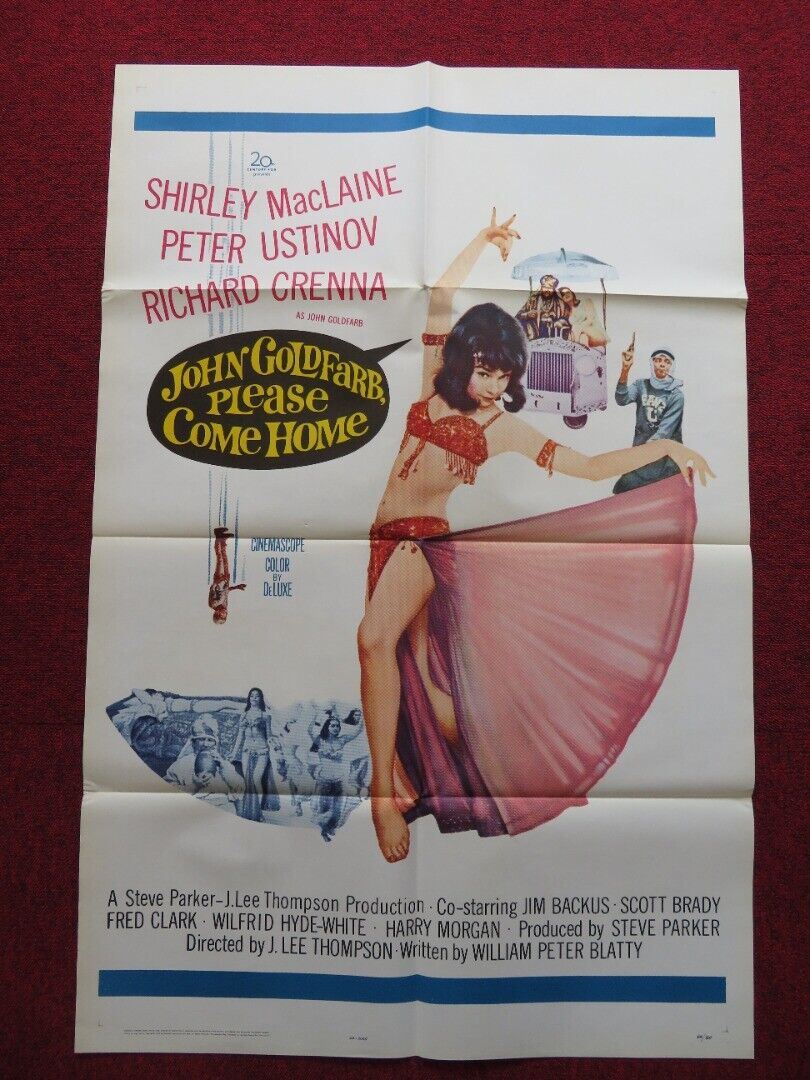 20
CENTURY-FOX
presents
SHIRLEY MacLAINE
PETER USTINOV
RICHARD CRENNA
AS JOHN GOLDFARB
JOHN GOLDFARB,
PLEASE
COME HOME
CINEMASCOPE
COLOR
BY
DELUXE
A Steve Parker-J.Lee Thompson Production · Co-starring JIM BACKUS · SCOTT BRADY
FRED CLARK · WILFRID HYDE-WHITE · HARRY MORGAN · Produced by STEVE PARKER
Directed by J. LEE THOMPSON · Written by WILLIAM PETER BLATTY